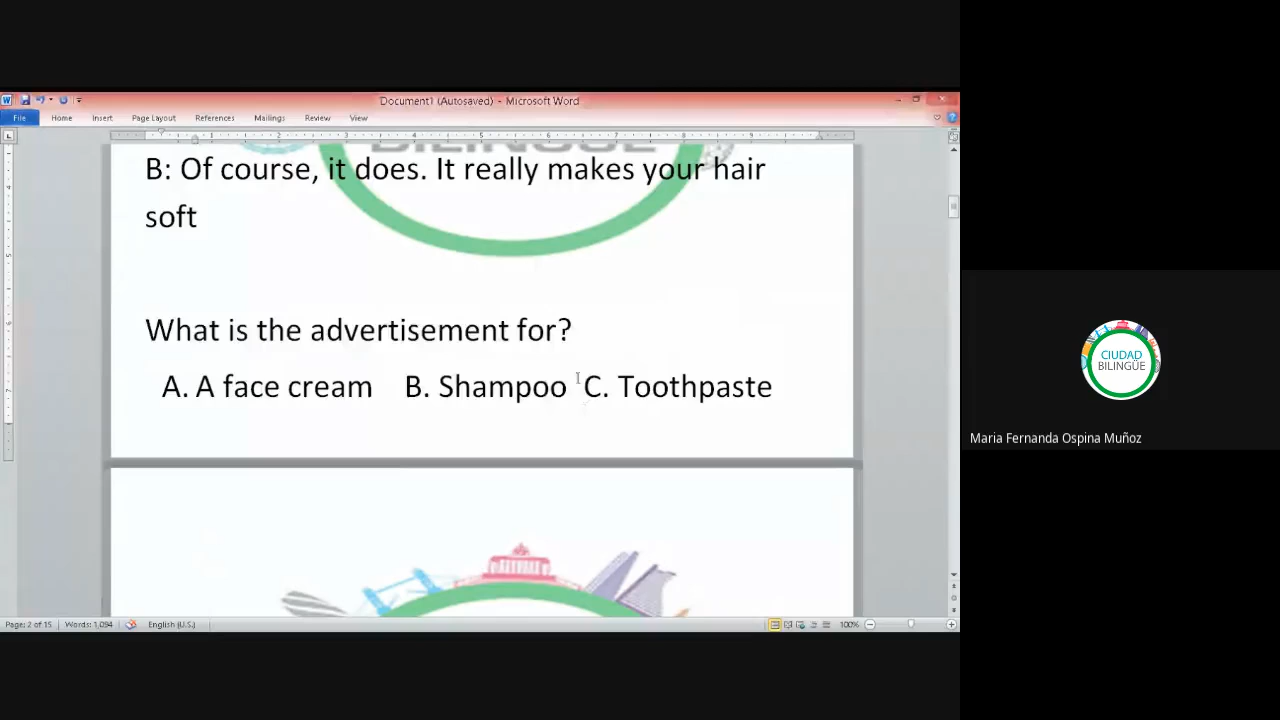 Document1 (Autosaved) - Microsoft Word
File Home Insert Page Layout References Mailings Review View
BILINGÜE
B: Of course, it does. It really makes your hair
soft
What is the advertisement for?
A. A face cream B. Shampoo C. Toothpaste
CIUDAD
BILINGÜE
Maria Fernanda Ospina Muñoz
Page: 2 of 15 Words: 1,094 English (U.S.) 100%